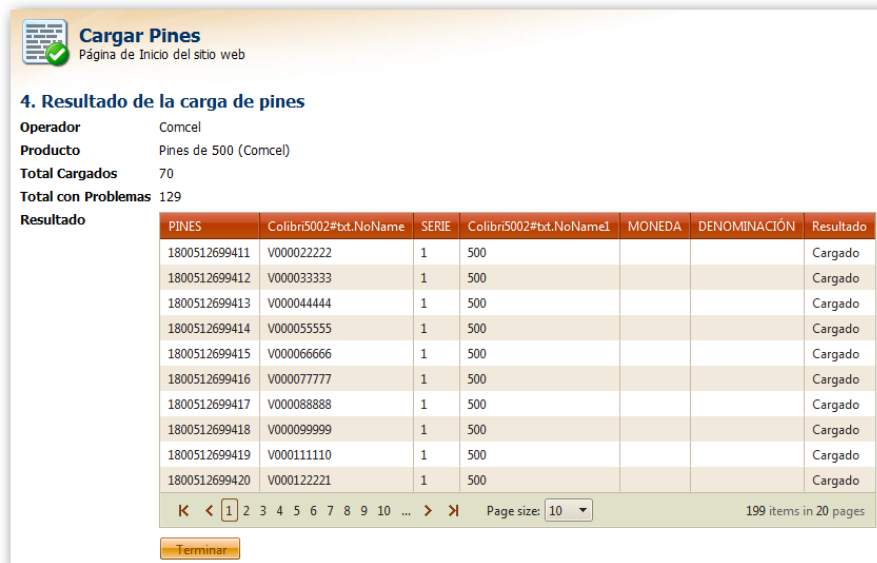 Cargar Pines
Página de Inicio del sitio web
4. Resultado de la carga de pines
Operador Comcel
Producto Pines de 500 (Comcel)
Total Cargados 70
Total con Problemas 129
Resultado
PINES Colibri5002#txt.NoName SERIE Colibri5002#txt.NoName1 MONEDA DENOMINACIÓN Resultado
1800512699411 V000022222 1 500 Cargado
1800512699412 V000033333 1 500 Cargado
1800512699413 V000044444 1 500 Cargado
1800512699414 V000055555 1 500 Cargado
1800512699415 V000066666 1 500 Cargado
1800512699416 V000077777 1 500 Cargado
1800512699417 V000088888 1 500 Cargado
1800512699418 V000099999 1 500 Cargado
1800512699419 V000111110 1 500 Cargado
1800512699420 V000122221 1 500 Cargado
1 2 3 4 5 6 7 8 9 10 ... Page size: 10 199 items in 20 pages
Terminar